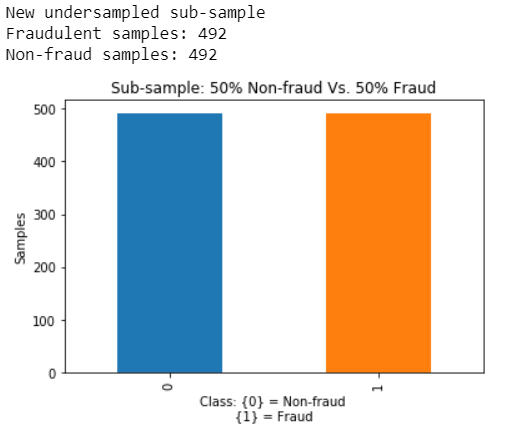 New undersampled sub-sample
Fraudulent samples: 492
Non-fraud samples: 492
Sub-sample: 50% Non-fraud Vs. 50% Fraud
500
400
300
200
100
0
Samples
0
1
Class: {0} = Non-fraud
{1} = Fraud